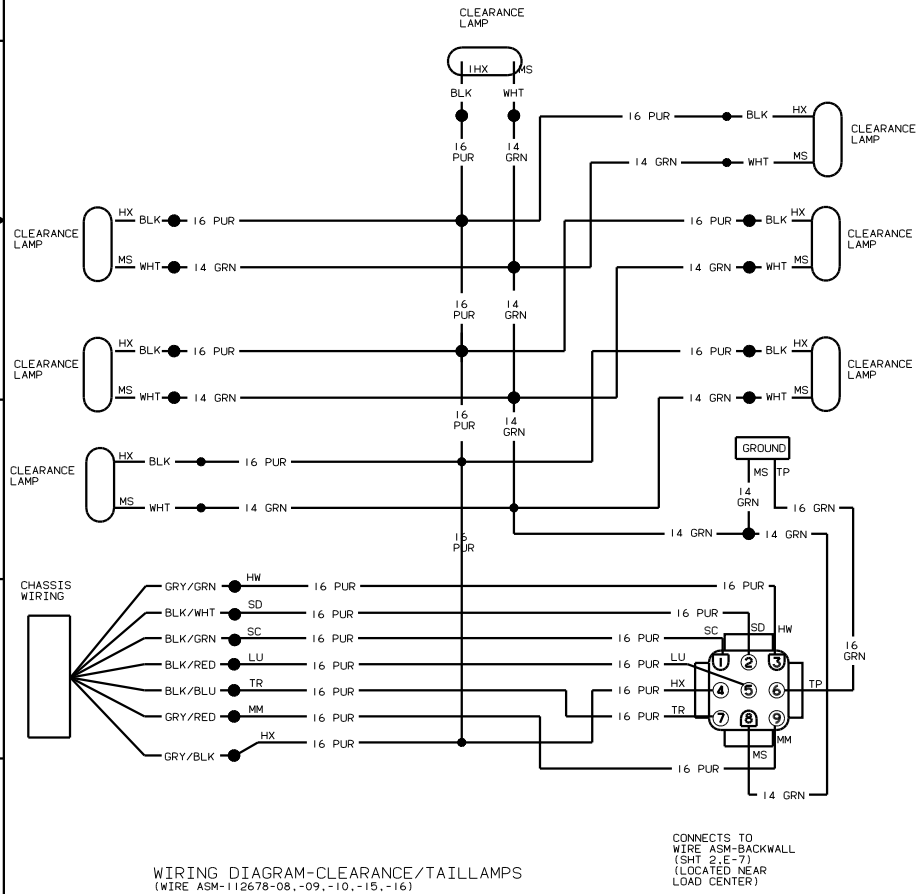 CLEARANCE
LAMP
1HX MS
BLK WHT
16 PUR BLK HX
16
PUR
14
GRN
CLEARANCE
LAMP
14 GRN WHT MS
HX BLK 16 PUR
16 PUR BLK HX
CLEARANCE
LAMP
CLEARANCE
LAMP
MS WHT 14 GRN
14 GRN WHT MS
16
PUR
14
GRN
HX BLK 16 PUR
16 PUR BLK HX
CLEARANCE
LAMP
CLEARANCE
LAMP
MS WHT 14 GRN
14 GRN WHT MS
16
PUR
14
GRN
HX BLK 16 PUR
CLEARANCE
LAMP
MS WHT 14 GRN
GROUND
MS TP
14
GRN
16 GRN
14 GRN 14 GRN
16
PUR
CHASSIS
WIRING
GRY/GRN HW 16 PUR 16 PUR
BLK/WHT SD 16 PUR 16 PUR
BLK/GRN SC 16 PUR 16 PUR SC SD HW
BLK/RED LU 16 PUR 16 PUR LU
BLK/BLU TR 16 PUR 16 PUR HX
GRY/RED MM 16 PUR 16 PUR TR
GRY/BLK HX 16 PUR
1 2 3
4 5 6 TP
7 8 9
16
GRN
MM
MS
16 PUR
14 GRN
CONNECTS TO
WIRE ASM-BACKWALL
(SHT 2,E-7)
(LOCATED NEAR
LOAD CENTER)
WIRING DIAGRAM-CLEARANCE/TAILLAMPS
(WIRE ASM-112678-08,-09,-10,-15,-16)